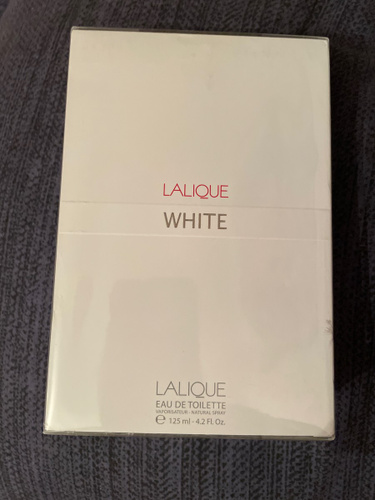 LALIQUE
WHITE
LALIQUE
EAU DE TOILETTE
VAPORISATEUR - NATURAL SPRAY
℮ 125 ml - 4.2 Fl. Oz.